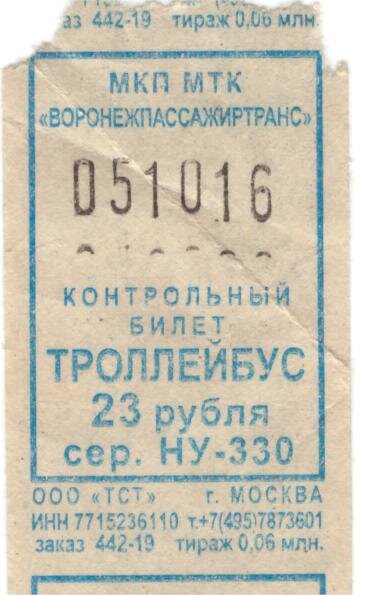 заказ 442-19 тираж 0,06 млн.
МКП МТК
«ВОРОНЕЖПАССАЖИРТРАНС»
051016
КОНТРОЛЬНЫЙ
БИЛЕТ
ТРОЛЛЕЙБУС
23 рубля
сер. НУ-330
ООО «ТСТ» г. МОСКВА
ИНН 7715236110 т.+7(495)7873601
заказ 442-19 тираж 0,06 млн.